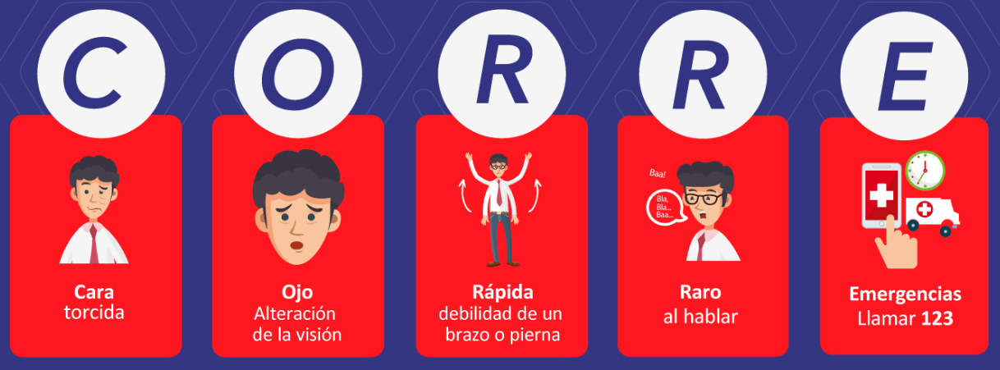 C
O
R
R
E
Cara
torcida
Ojo
Alteración
de la visión
Rápida
debilidad de un
brazo o pierna
Baa!
Bla,
Bla...
Baa...
Raro
al hablar
Emergencias
Llamar 123